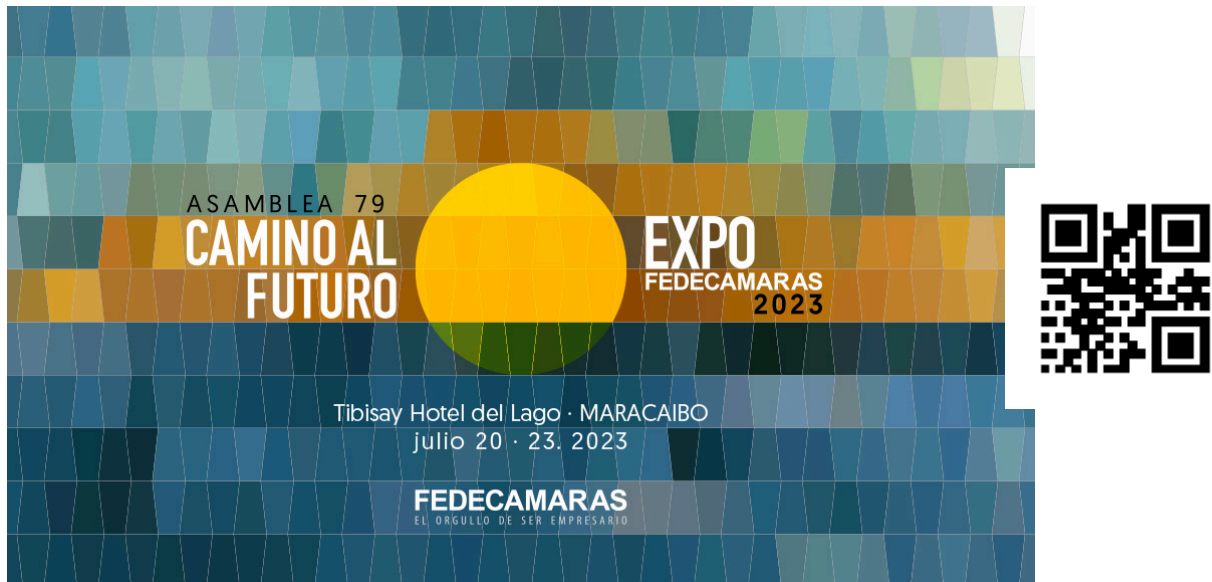 ASAMBLEA 79
CAMINO AL
FUTURO
EXPO
FEDECAMARAS
2023
Tibisay Hotel del Lago · MARACAIBO
julio 20 · 23. 2023
FEDECAMARAS
EL ORGULLO DE SER EMPRESARIO